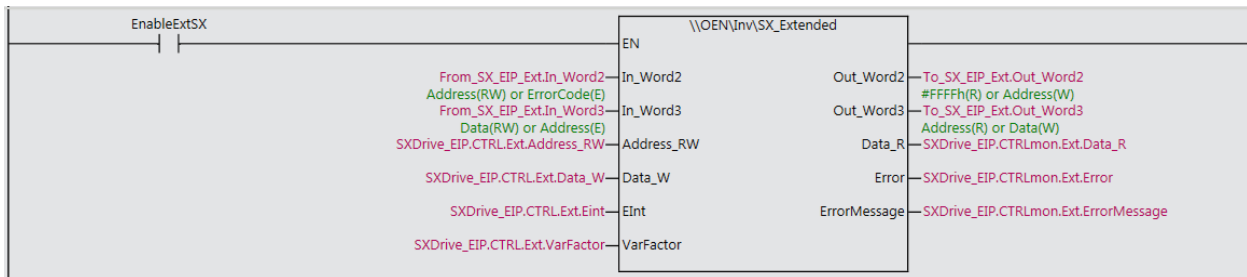 EnableExtSX
\\OEN\Inv\SX_Extended
EN
From_SX_EIP_Ext.In_Word2 In_Word2 Out_Word2 To_SX_EIP_Ext.Out_Word2
Address(RW) or ErrorCode(E) #FFFFh(R) or Address(W)
From_SX_EIP_Ext.In_Word3 In_Word3 Out_Word3 To_SX_EIP_Ext.Out_Word3
Data(RW) or Address(E) Address(R) or Data(W)
SXDrive_EIP.CTRL.Ext.Address_RW Address_RW Data_R SXDrive_EIP.CTRLmon.Ext.Data_R
SXDrive_EIP.CTRL.Ext.Data_W Data_W Error SXDrive_EIP.CTRLmon.Ext.Error
SXDrive_EIP.CTRL.Ext.Eint EInt ErrorMessage SXDrive_EIP.CTRLmon.Ext.ErrorMessage
SXDrive_EIP.CTRL.Ext.VarFactor VarFactor